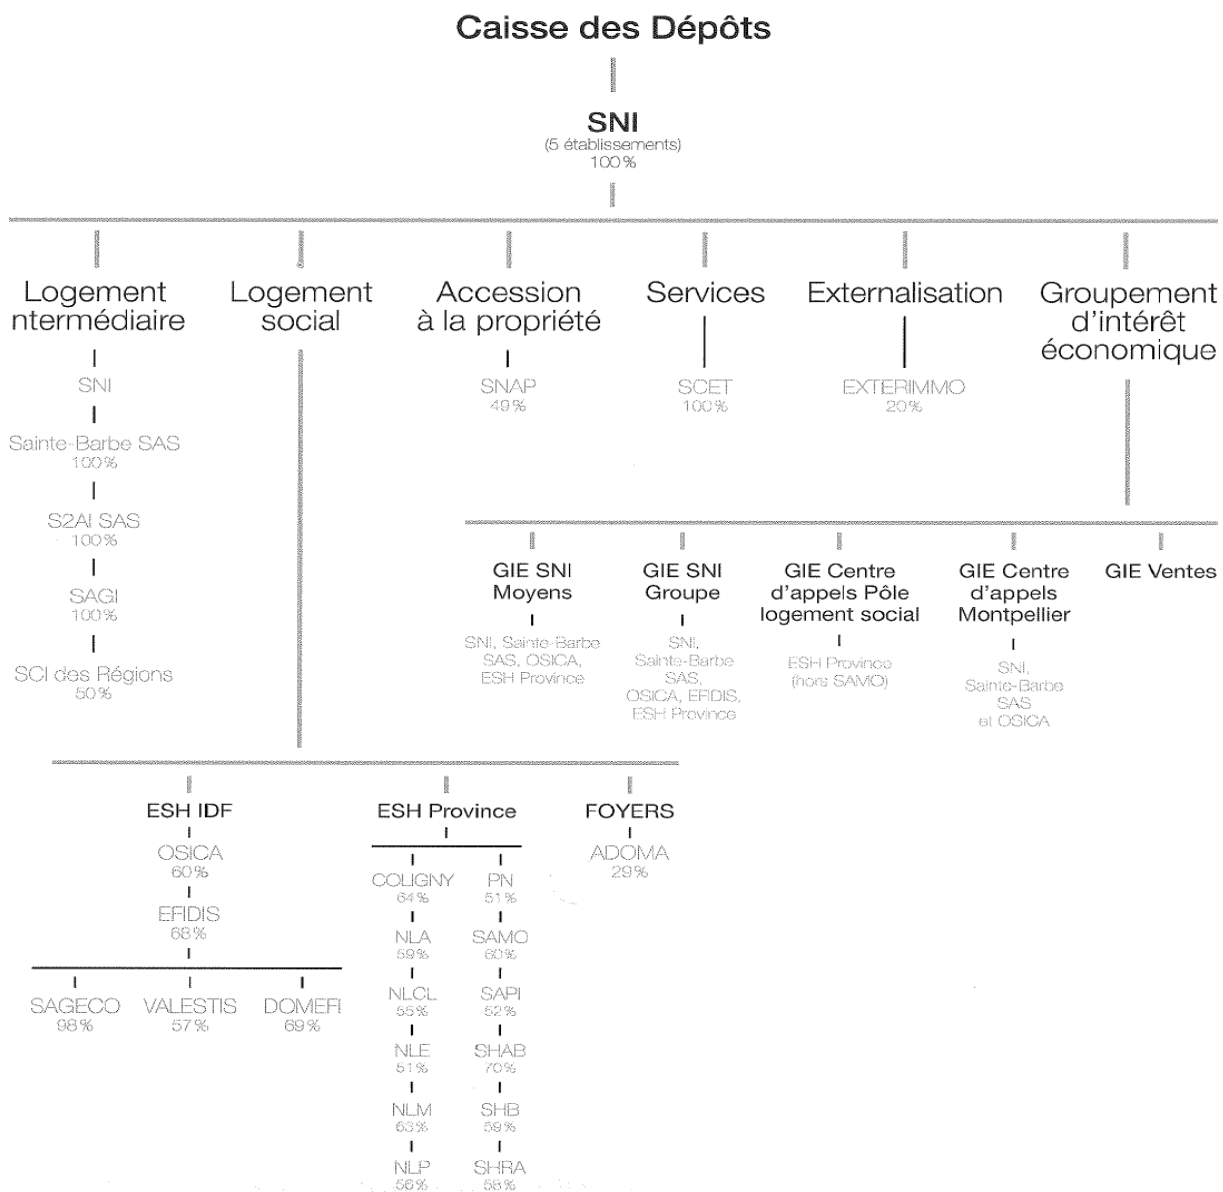 Caisse des Dépôts
SNI
(5 établissements)
100%
Logement
ntermédiaire
SNI
Sainte-Barbe SAS
100%
S2AI SAS
100%
SAGI
100%
SCI des Régions
50%
Logement
social
Accession
à la propriété
SNAP
49%
Services
SCET
100%
Externalisation
EXTERIMMO
20%
Groupement
d'intérêt
économique
GIE SNI
Moyens
SNI, Sainte-Barbe
SAS, OSICA,
ESH Province
GIE SNI
Groupe
SNI,
Sainte-Barbe
SAS,
OSICA, EFIDIS,
ESH Province
GIE Centre
d'appels Pôle
logement social
ESH Province
(hors SAMO)
GIE Centre
d'appels
Montpellier
SNI,
Sainte-Barbe
SAS
et OSICA
GIE Ventes
ESH IDF
OSICA
60%
EFIDIS
68%
SAGECO
98%
VALESTIS
57%
DOMEFI
69%
ESH Province
COLIGNY
64%
NLA
59%
NLCL
55%
NLE
51%
NLM
63%
NLP
56%
PN
51%
SAMO
60%
SAPI
52%
SHAB
70%
SHB
59%
SHRA
58%
FOYERS
ADOMA
29%